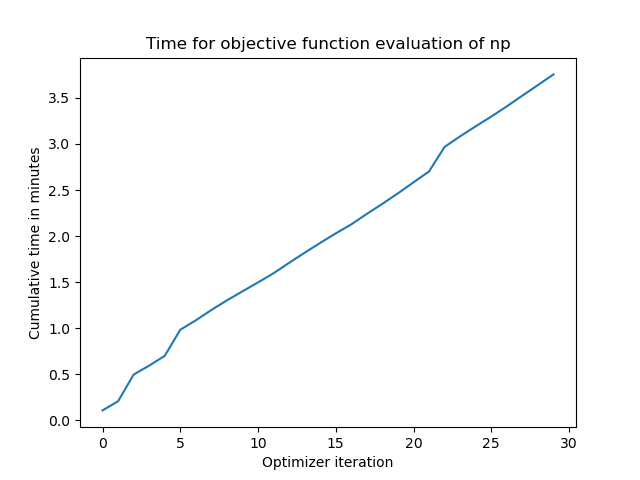 Time for objective function evaluation of np
Cumulative time in minutes
3.5
3.0
2.5
2.0
1.5
1.0
0.5
0.0
0 5 10 15 20 25 30
Optimizer iteration